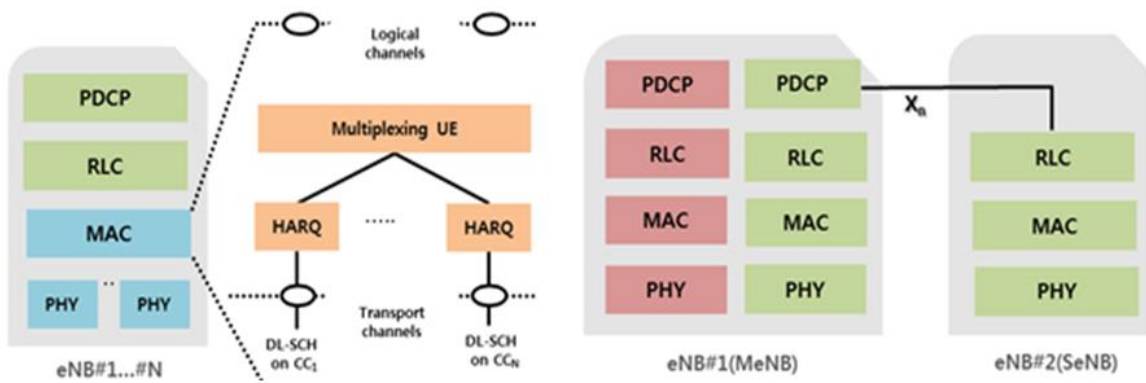 PDCP
RLC
MAC
PHY
..
PHY
eNB#1...#N
Logical
channels
Multiplexing UE
HARQ
.....
HARQ
Transport
channels
DL-SCH
on CC1
DL-SCH
on CCN
PDCP
PDCP
RLC
RLC
MAC
MAC
PHY
PHY
eNB#1(MeNB)
Xn
RLC
MAC
PHY
eNB#2(SeNB)